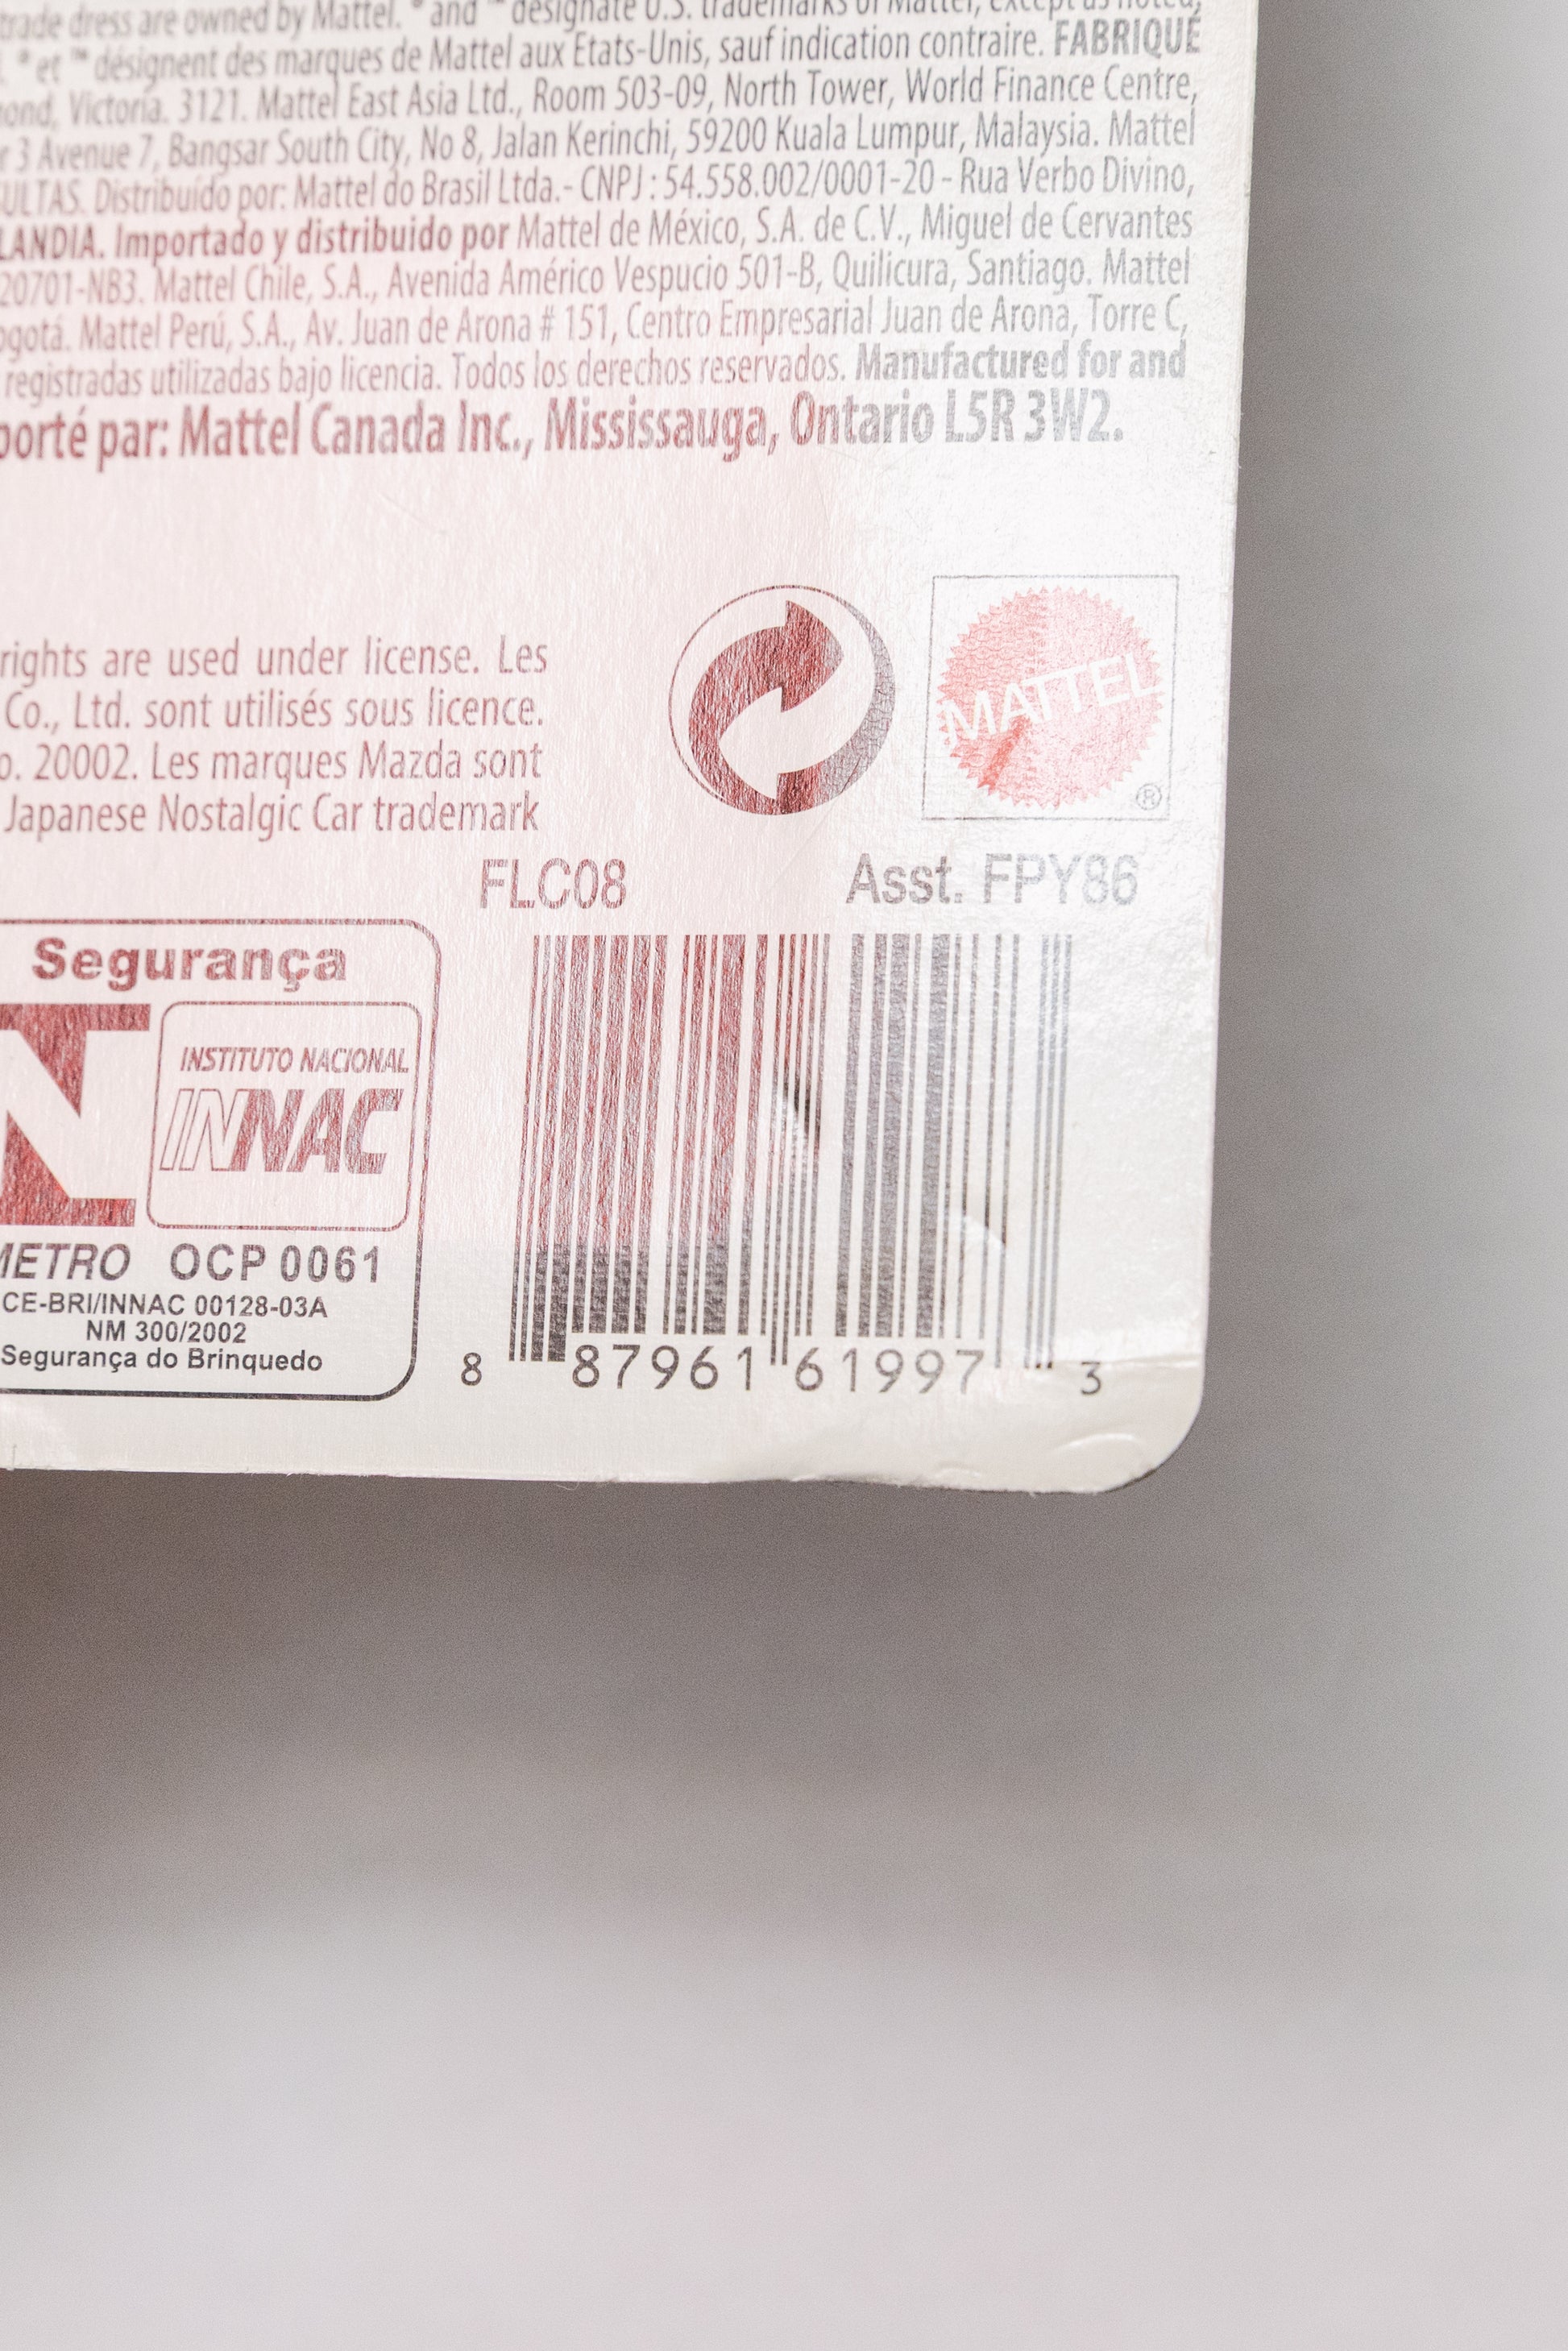 trade dress are owned by Mattel. ® and ™ designate U.S. trademarks of Mattel, except as noted,
. ® et ™ désignent des marques de Mattel aux États-Unis, sauf indication contraire. FABRIQUÉ
mond, Victoria. 3121. Mattel East Asia Ltd., Room 503-09, North Tower, World Finance Centre,
r 3 Avenue 7, Bangsar South City, No 8, Jalan Kerinchi, 59200 Kuala Lumpur, Malaysia. Mattel
SULTAS. Distribuído por: Mattel do Brasil Ltda.- CNPJ : 54.558.002/0001-20 - Rua Verbo Divino,
LANDIA. Importado y distribuido por Mattel de México, S.A. de C.V., Miguel de Cervantes
20701-NB3. Mattel Chile, S.A., Avenida Américo Vespucio 501-B, Quilicura, Santiago. Mattel
ogotá. Mattel Perú, S.A., Av. Juan de Arona # 151, Centro Empresarial Juan de Arona, Torre C,
registradas utilizadas bajo licencia. Todos los derechos reservados. Manufactured for and
porté par: Mattel Canada Inc., Mississauga, Ontario L5R 3W2.
rights are used under license. Les
Co., Ltd. sont utilisés sous licence.
o. 20002. Les marques Mazda sont
Japanese Nostalgic Car trademark
MATTEL
®
FLC08 Asst. FPY86
Segurança
INSTITUTO NACIONAL
INNAC
METRO OCP 0061
CE-BRI/INNAC 00128-03A
NM 300/2002
Segurança do Brinquedo
8 87961 61997 3